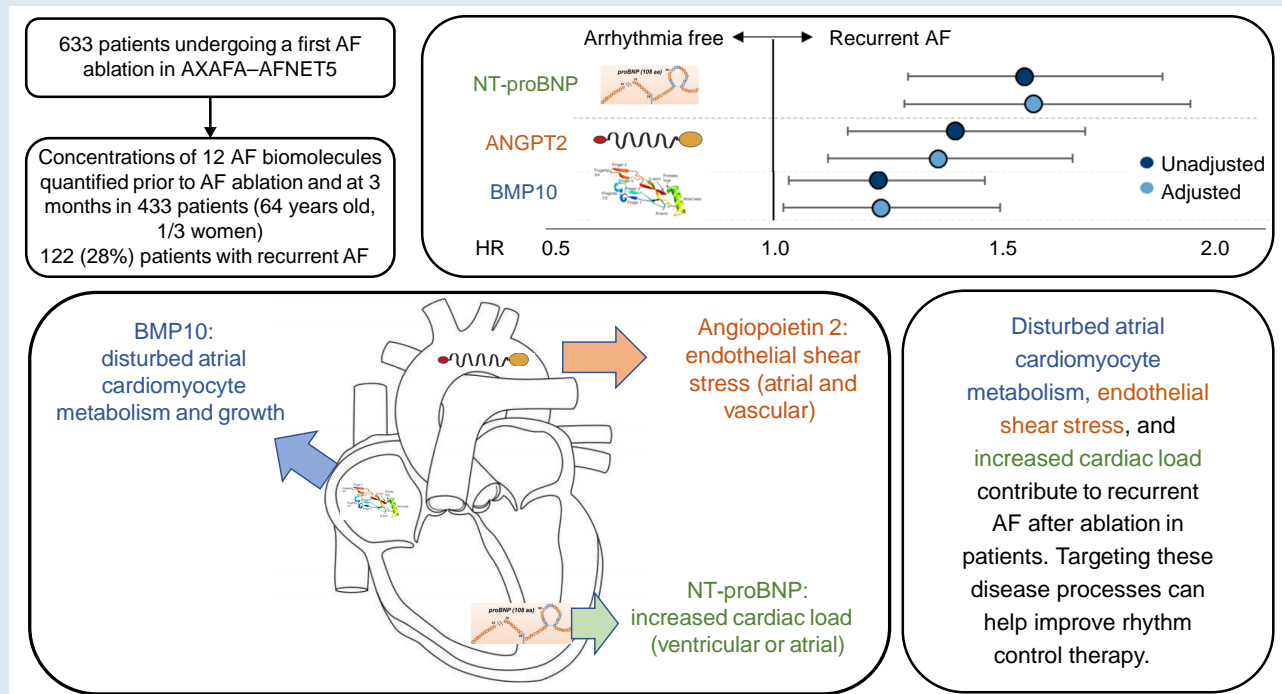 633 patients undergoing a first AF
ablation in AXAFA–AFNET5
Concentrations of 12 AF biomolecules
quantified prior to AF ablation and at 3
months in 433 patients (64 years old,
1/3 women)
122 (28%) patients with recurrent AF
Arrhythmia free
Recurrent AF
NT-proBNP
proBNP (108 aa)
ANGPT2
BMP10
Unadjusted
Adjusted
HR
0.5
1.0
1.5
2.0
BMP10:
disturbed atrial
cardiomyocyte
metabolism and growth
Angiopoietin 2:
endothelial shear
stress (atrial and
vascular)
proBNP (108 aa)
NT-proBNP:
increased cardiac load
(ventricular or atrial)
Disturbed atrial
cardiomyocyte
metabolism, endothelial
shear stress, and
increased cardiac load
contribute to recurrent
AF after ablation in
patients. Targeting these
disease processes can
help improve rhythm
control therapy.